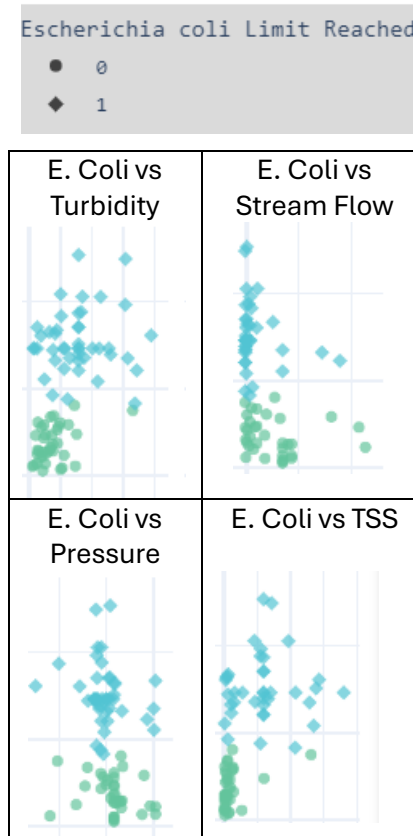 Escherichia coli Limit Reached
0
1
E. Coli vs
Turbidity
E. Coli vs
Stream Flow
E. Coli vs
Pressure
E. Coli vs TSS